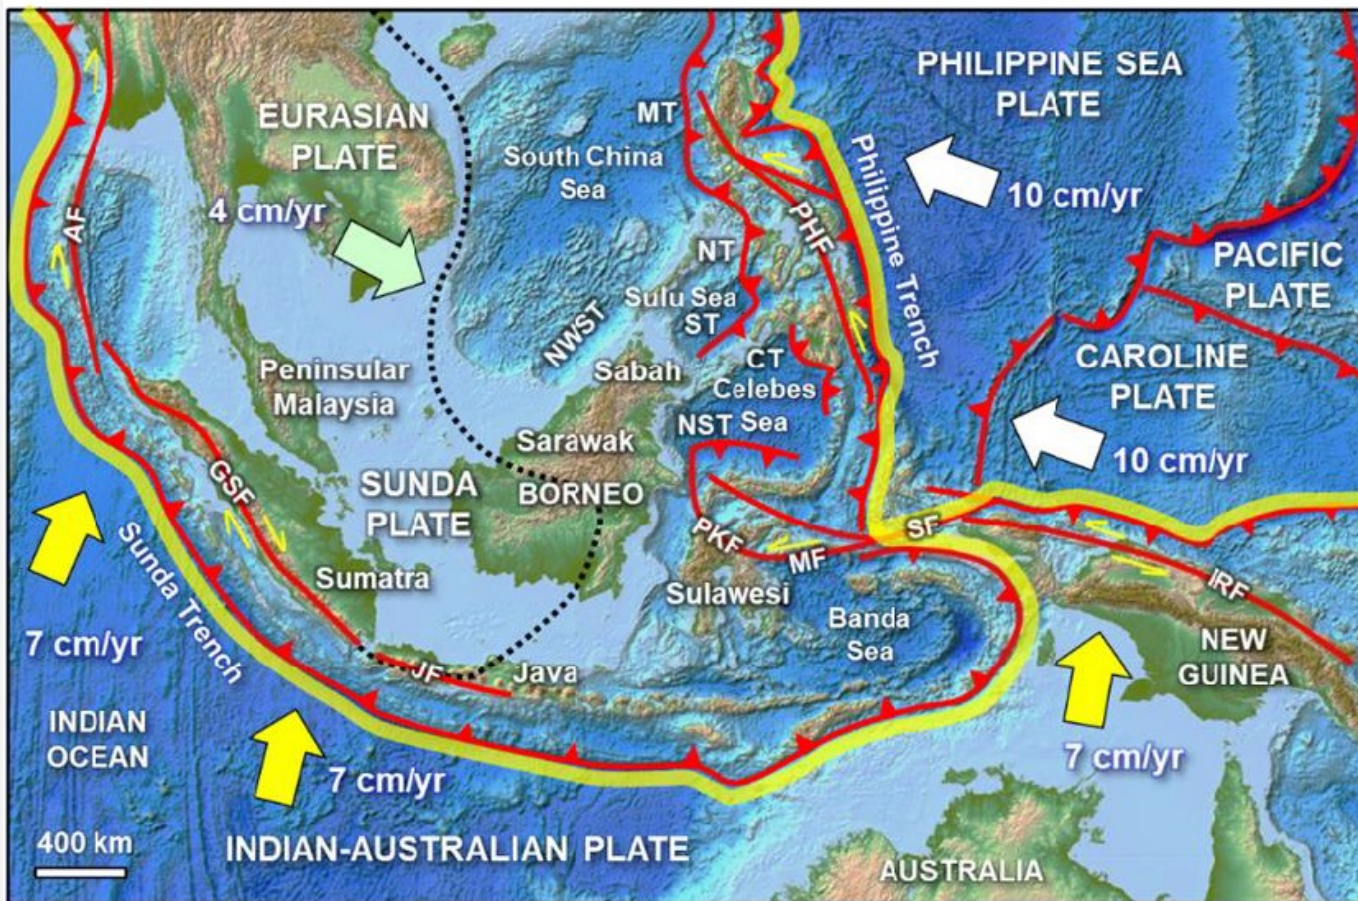 PHILIPPINE SEA
PLATE
EURASIAN
PLATE
MT
South China
Sea
Philippine Trench
10 cm/yr
4 cm/yr
AF
PHF
NT
PACIFIC
PLATE
Sulu Sea
ST
NWST
CT
Celebes
Sea
CAROLINE
PLATE
Peninsular
Malaysia
Sabah
NST
Sarawak
10 cm/yr
GSF
SUNDA
PLATE
BORNEO
PKF
MF
SF
Sunda Trench
Sumatra
Sulawesi
IRF
7 cm/yr
Banda
Sea
NEW
GUINEA
JF
Java
INDIAN
OCEAN
7 cm/yr
7 cm/yr
400 km
INDIAN-AUSTRALIAN PLATE
AUSTRALIA